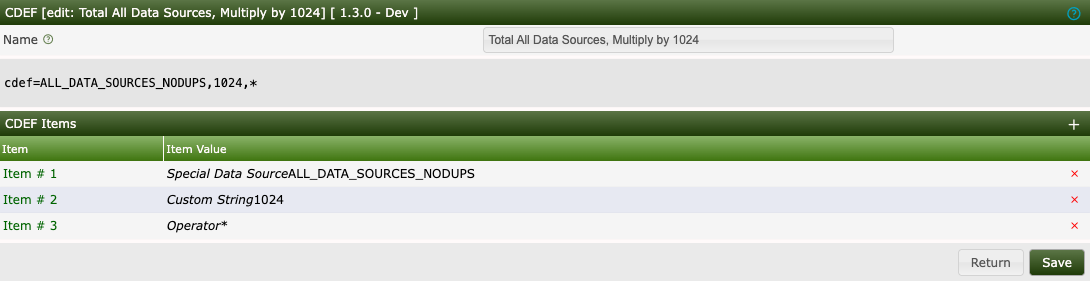 CDEF [edit: Total All Data Sources, Multiply by 1024] [ 1.3.0 - Dev ]
Name
Total All Data Sources, Multiply by 1024
cdef=ALL_DATA_SOURCES_NODUPS,1024,*
CDEF Items
Item Item Value
Item # 1 Special Data SourceALL_DATA_SOURCES_NODUPS
Item # 2 Custom String1024
Item # 3 Operator*
Return Save